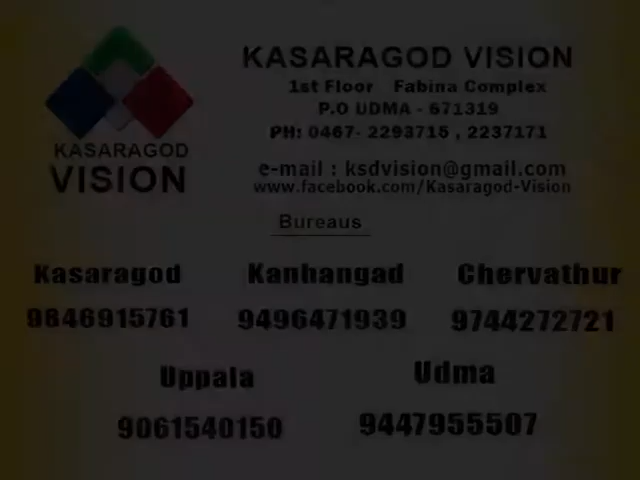 KASARAGOD VISION
1st Floor Fabina Complex
P.O UDMA - 671319
PH: 0467- 2293715 , 2237171
KASARAGOD
VISION
e-mail : ksdvision@gmail.com
www.facebook.com/Kasaragod-Vision
Bureaus
Kasaragod Kanhangad Chervathur
9846915761 9496471939 9744272721
Uppala Udma
9061540150 9447955507